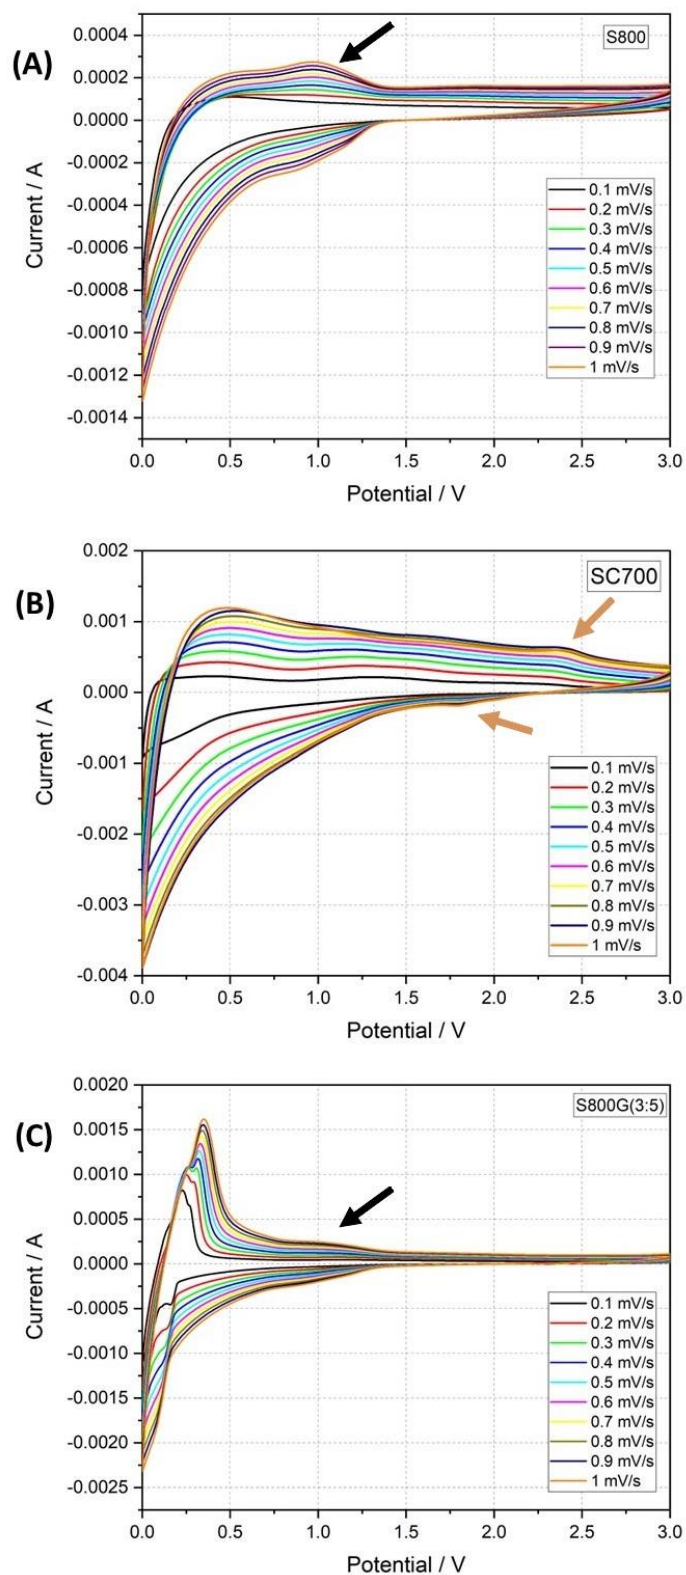 (A)
S800
Current / A
0.0004
0.0002
0.0000
-0.0002
-0.0004
-0.0006
-0.0008
-0.0010
-0.0012
-0.0014
0.1 mV/s
0.2 mV/s
0.3 mV/s
0.4 mV/s
0.5 mV/s
0.6 mV/s
0.7 mV/s
0.8 mV/s
0.9 mV/s
1 mV/s
0.0 0.5 1.0 1.5 2.0 2.5 3.0
Potential / V
(B)
SC700
Current / A
0.002
0.001
0.000
-0.001
-0.002
-0.003
-0.004
0.1 mV/s
0.2 mV/s
0.3 mV/s
0.4 mV/s
0.5 mV/s
0.6 mV/s
0.7 mV/s
0.8 mV/s
0.9 mV/s
1 mV/s
0.0 0.5 1.0 1.5 2.0 2.5 3.0
Potential / V
(C)
S800G(3:5)
Current / A
0.0020
0.0015
0.0010
0.0005
0.0000
-0.0005
-0.0010
-0.0015
-0.0020
-0.0025
0.1 mV/s
0.2 mV/s
0.3 mV/s
0.4 mV/s
0.5 mV/s
0.6 mV/s
0.7 mV/s
0.8 mV/s
0.9 mV/s
1 mV/s
0.0 0.5 1.0 1.5 2.0 2.5 3.0
Potential / V